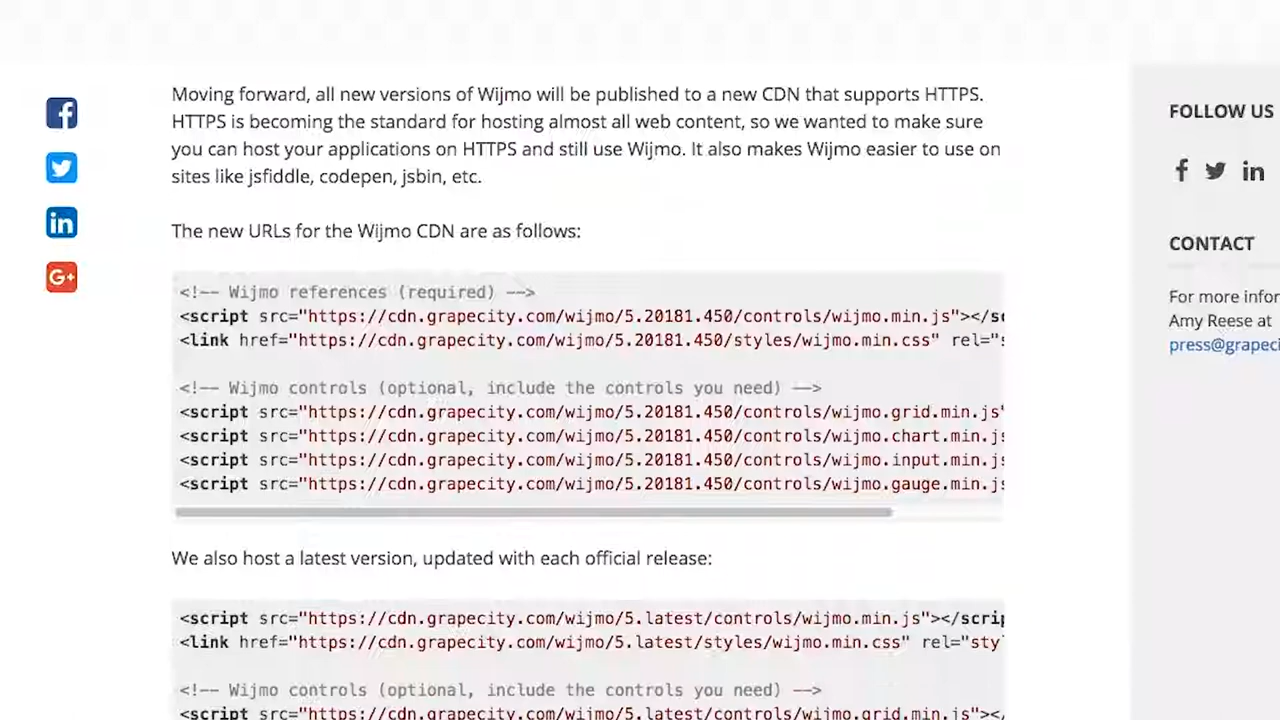 Moving forward, all new versions of Wijmo will be published to a new CDN that supports HTTPS.
HTTPS is becoming the standard for hosting almost all web content, so we wanted to make sure
you can host your applications on HTTPS and still use Wijmo. It also makes Wijmo easier to use on
sites like jsfiddle, codepen, jsbin, etc.
The new URLs for the Wijmo CDN are as follows:
<!-- Wijmo references (required) -->
<script src="https://cdn.grapecity.com/wijmo/5.20181.450/controls/wijmo.min.js"></sc
<link href="https://cdn.grapecity.com/wijmo/5.20181.450/styles/wijmo.min.css" rel="s
<!-- Wijmo controls (optional, include the controls you need) -->
<script src="https://cdn.grapecity.com/wijmo/5.20181.450/controls/wijmo.grid.min.js"
<script src="https://cdn.grapecity.com/wijmo/5.20181.450/controls/wijmo.chart.min.js
<script src="https://cdn.grapecity.com/wijmo/5.20181.450/controls/wijmo.input.min.js
<script src="https://cdn.grapecity.com/wijmo/5.20181.450/controls/wijmo.gauge.min.js
We also host a latest version, updated with each official release:
<script src="https://cdn.grapecity.com/wijmo/5.latest/controls/wijmo.min.js"></scrip
<link href="https://cdn.grapecity.com/wijmo/5.latest/styles/wijmo.min.css" rel="sty
<!-- Wijmo controls (optional, include the controls you need) -->
<script src="https://cdn.grapecity.com/wijmo/5.latest/controls/wijmo.grid.min.js"></
FOLLOW US
CONTACT
For more infor
Amy Reese at
press@grapeci